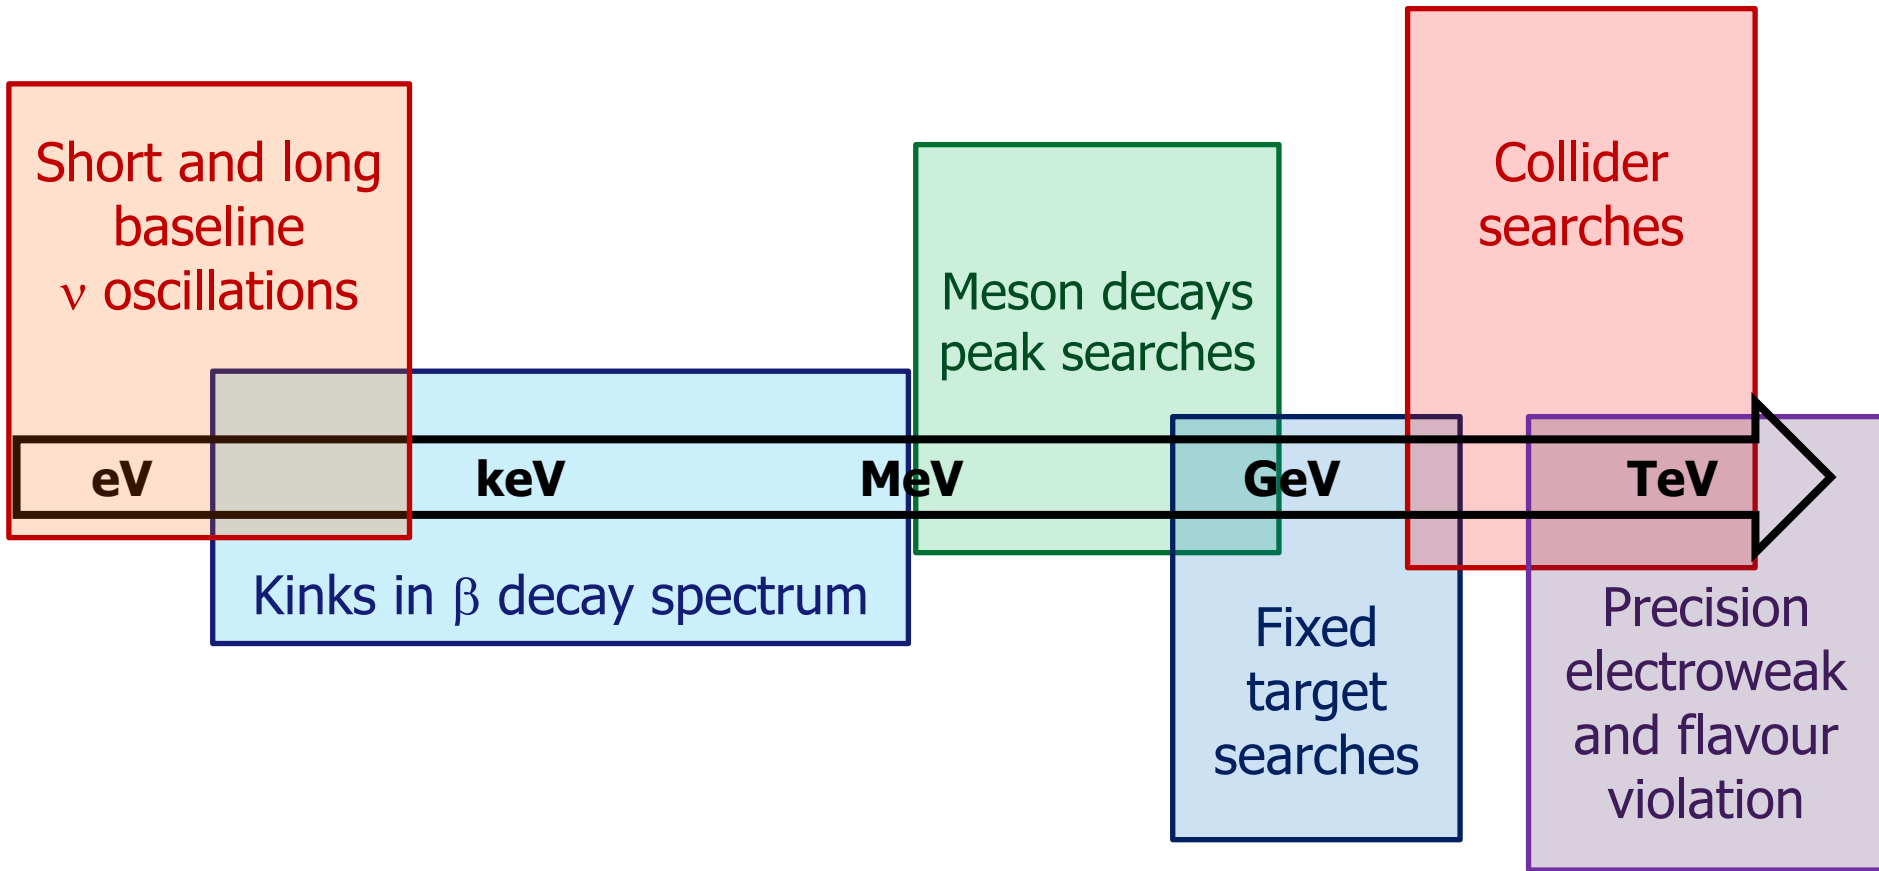 Short and long
baseline
ν oscillations
Collider
searches
Meson decays
peak searches
eV
keV
MeV
GeV
TeV
Kinks in β decay spectrum
Fixed
target
searches
Precision
electroweak
and flavour
violation